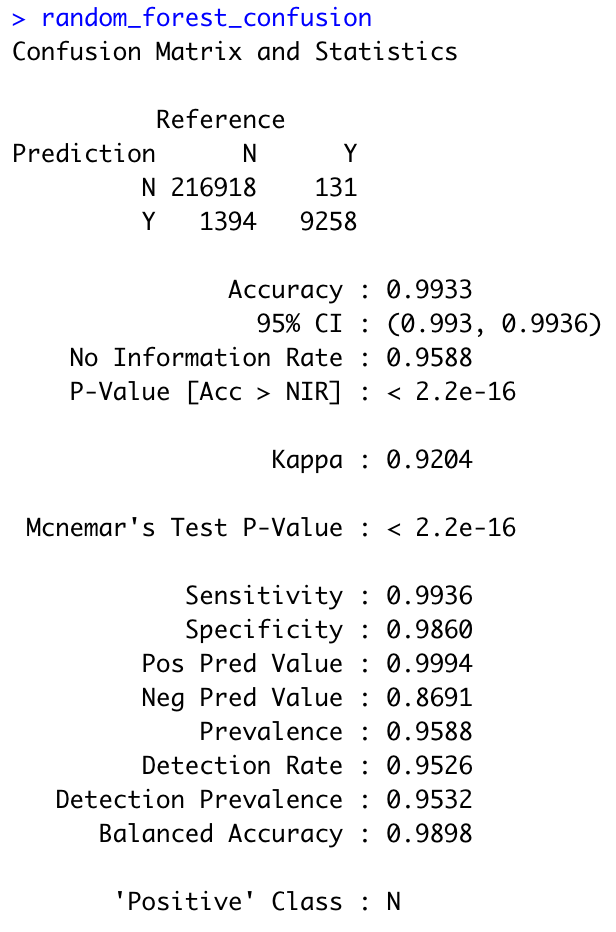 > random_forest_confusion
Confusion Matrix and Statistics
Reference
Prediction N Y
N 216918 131
Y 1394 9258
Accuracy : 0.9933
95% CI : (0.993, 0.9936)
No Information Rate : 0.9588
P-Value [Acc > NIR] : < 2.2e-16
Kappa : 0.9204
Mcnemar's Test P-Value : < 2.2e-16
Sensitivity : 0.9936
Specificity : 0.9860
Pos Pred Value : 0.9994
Neg Pred Value : 0.8691
Prevalence : 0.9588
Detection Rate : 0.9526
Detection Prevalence : 0.9532
Balanced Accuracy : 0.9898
'Positive' Class : N